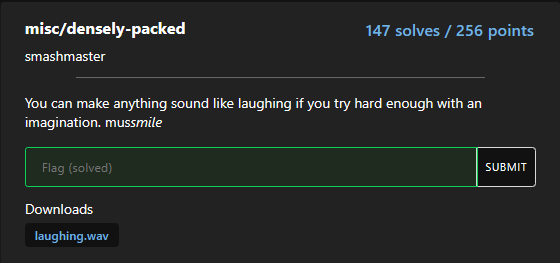 misc/densely-packed
147 solves / 256 points
smashmaster
You can make anything sound like laughing if you try hard enough with an
imagination. mussmile
Flag (solved)
SUBMIT
Downloads
laughing.wav